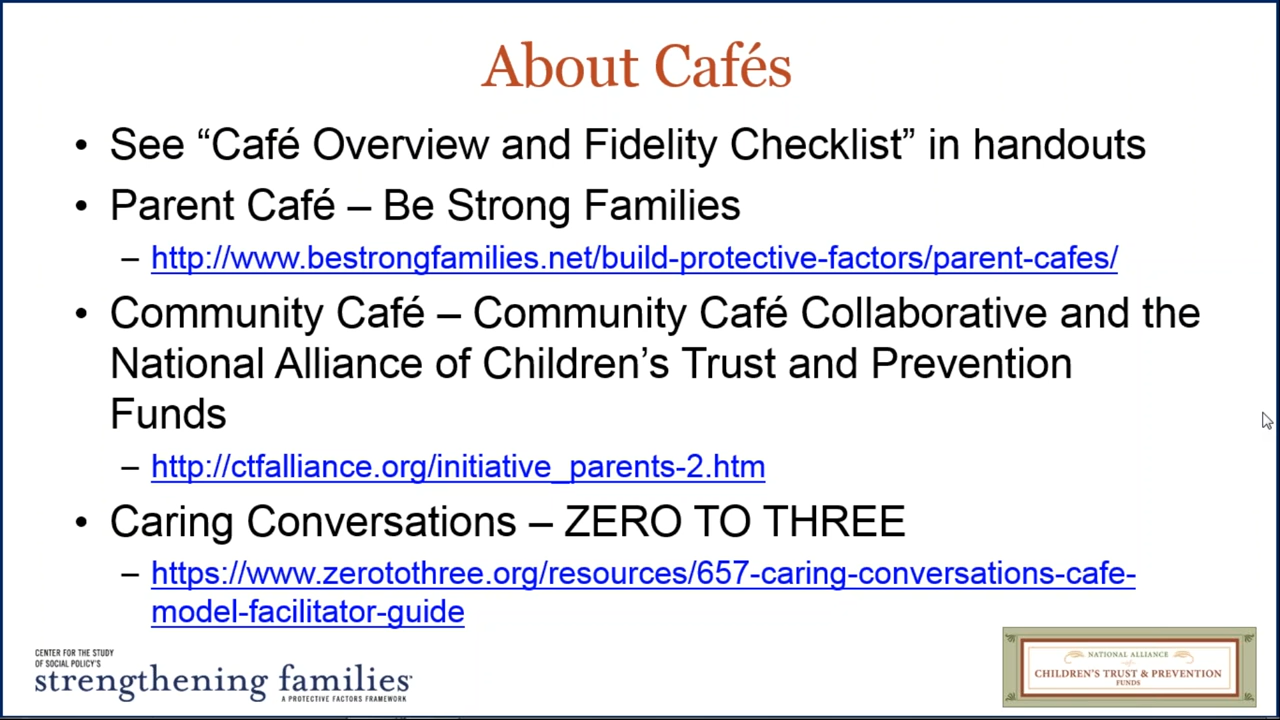 About Cafés
• See “Café Overview and Fidelity Checklist” in handouts
• Parent Café – Be Strong Families
– http://www.bestrongfamilies.net/build-protective-factors/parent-cafes/
• Community Café – Community Café Collaborative and the
National Alliance of Children’s Trust and Prevention
Funds
– http://ctfalliance.org/initiative_parents-2.htm
• Caring Conversations – ZERO TO THREE
– https://www.zerotothree.org/resources/657-caring-conversations-cafe-
model-facilitator-guide
CENTER FOR THE STUDY
OF SOCIAL POLICY'S
strengthening families
A PROTECTIVE FACTORS FRAMEWORK
NATIONAL ALLIANCE
of
CHILDREN'S TRUST & PREVENTION
FUNDS